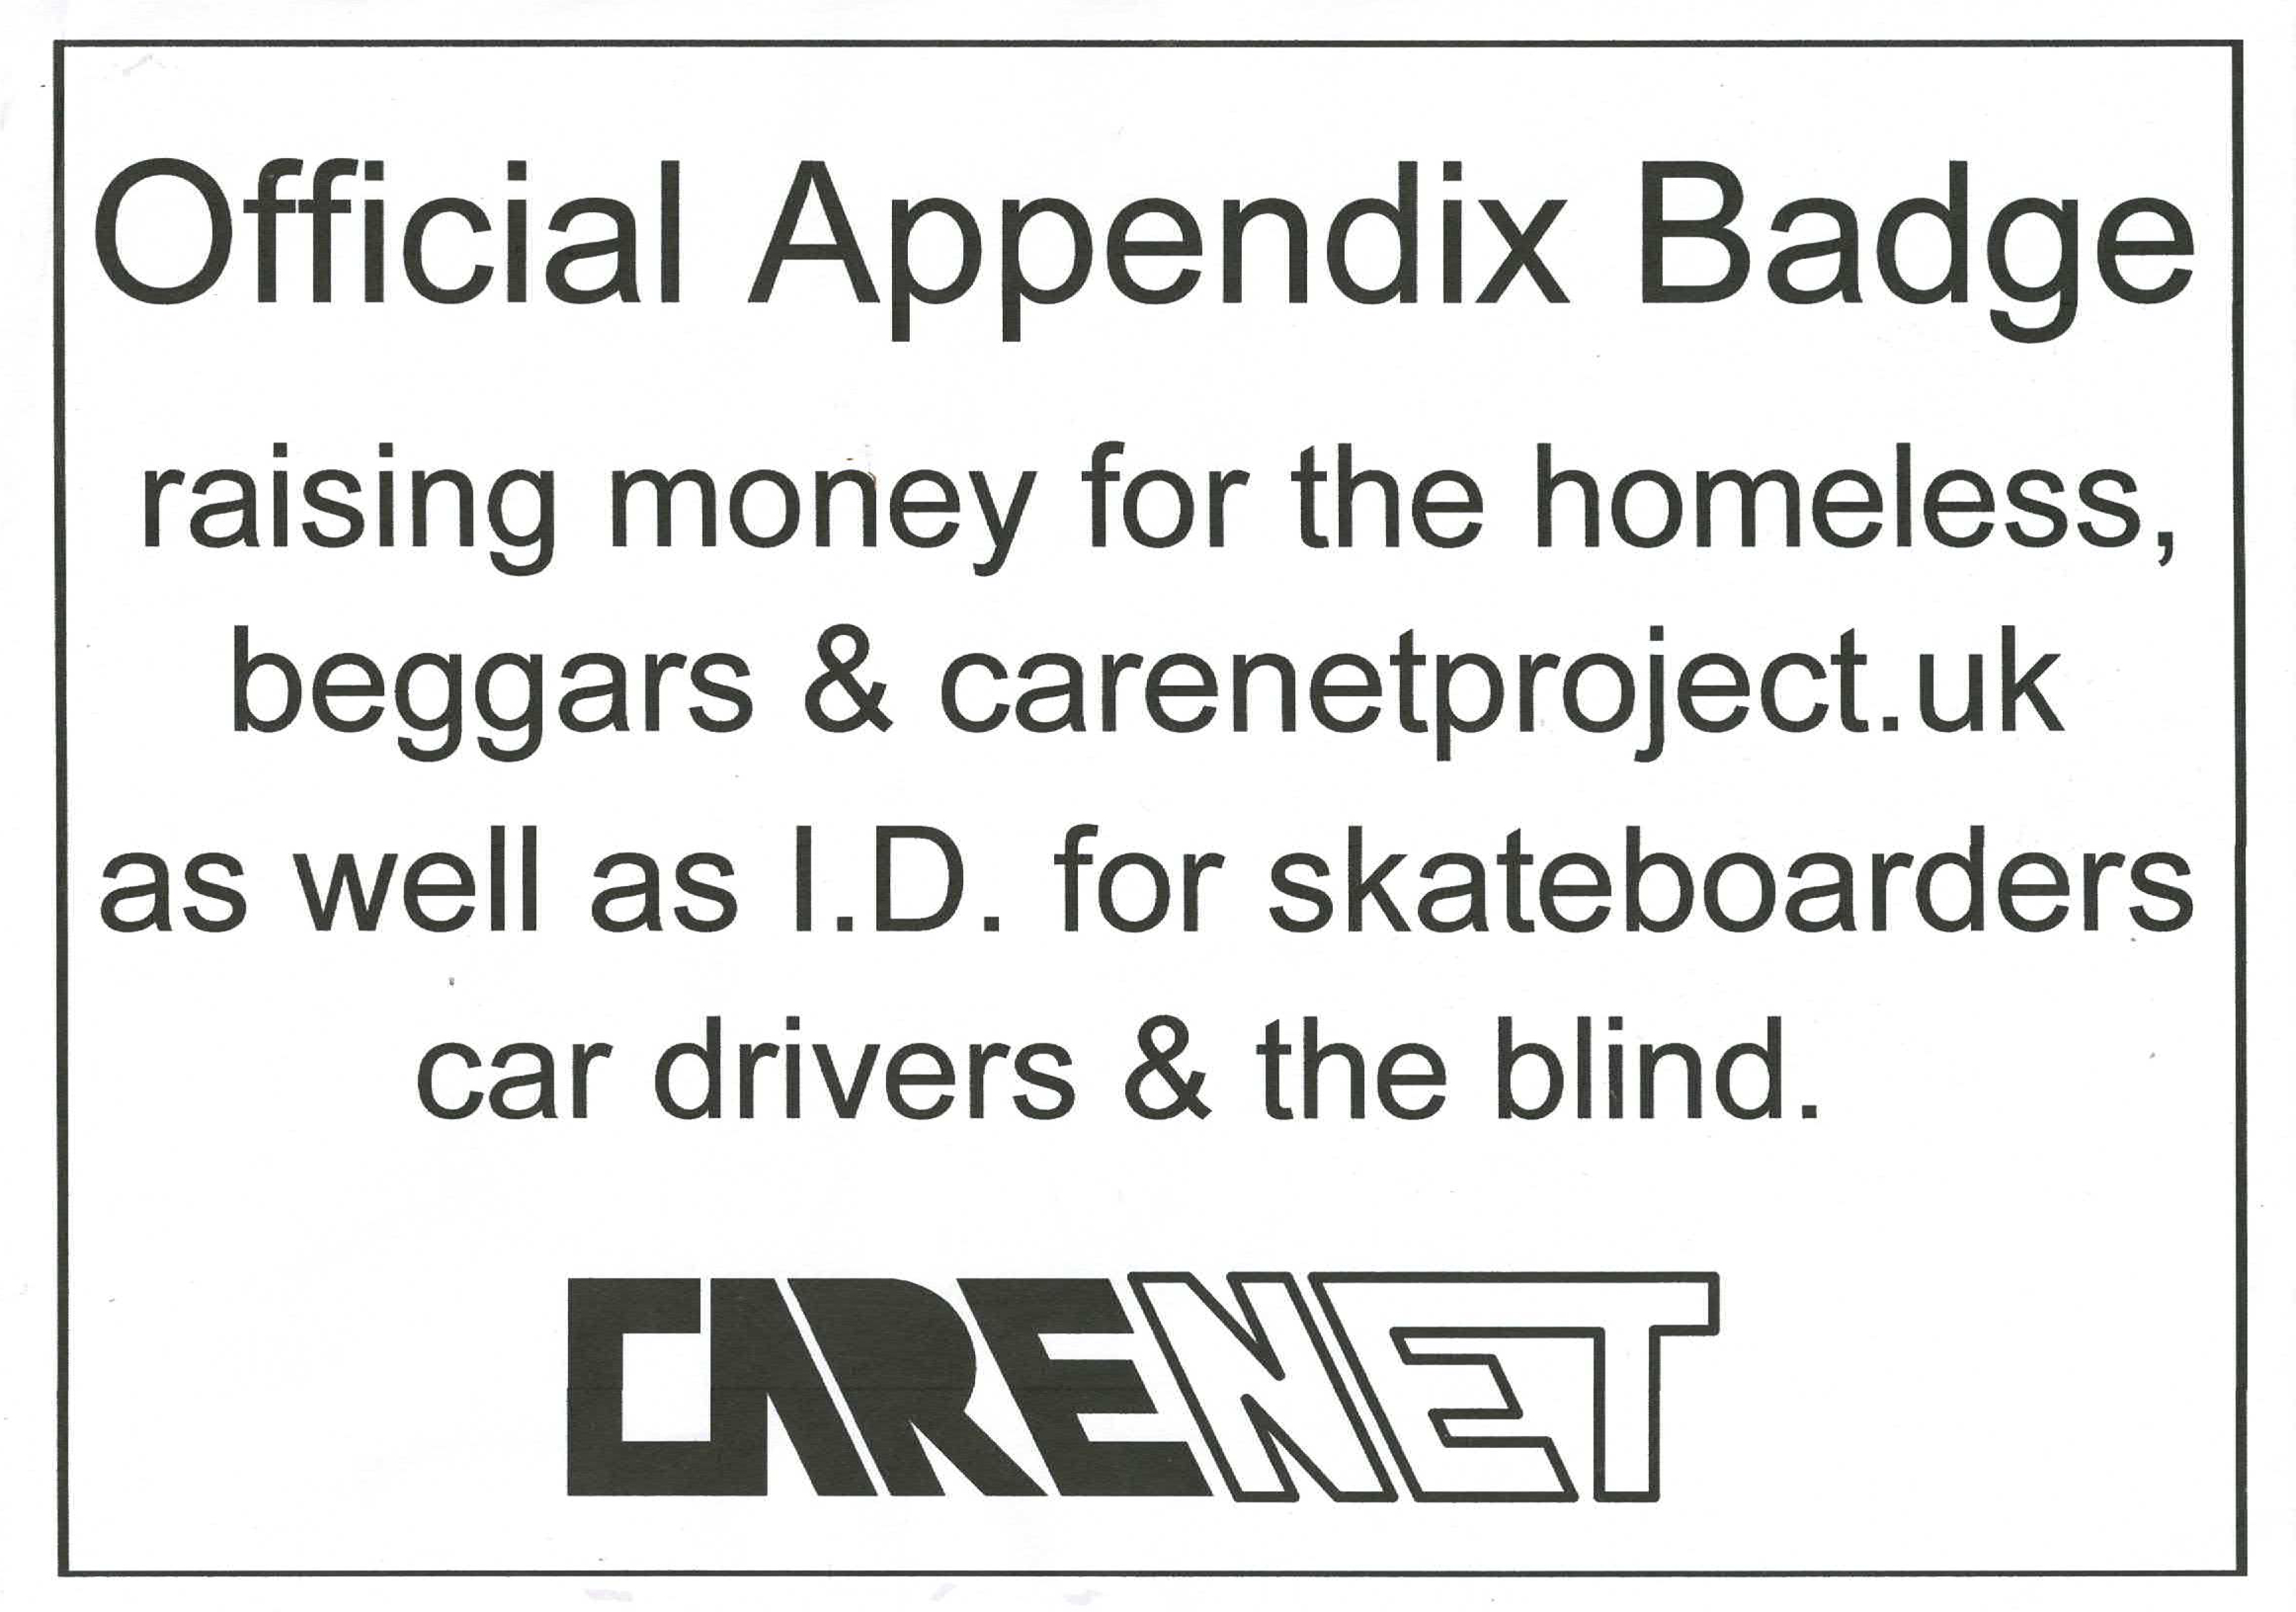 Official Appendix Badge
raising money for the homeless,
beggars & carenetproject.uk
as well as I.D. for skateboarders
car drivers & the blind.
CARENET